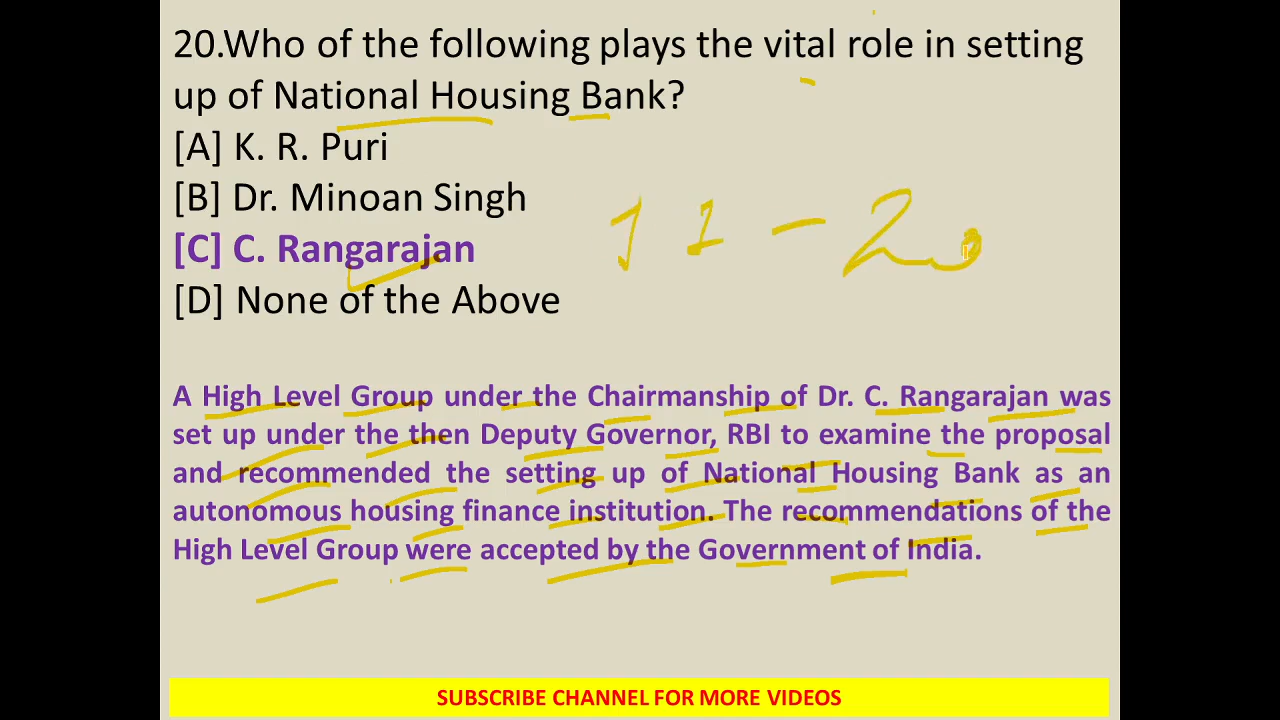 20.Who of the following plays the vital role in setting
up of National Housing Bank?
[A] K. R. Puri
[B] Dr. Minoan Singh
[C] C. Rangarajan
[D] None of the Above
11 - 20
A High Level Group under the Chairmanship of Dr. C. Rangarajan was
set up under the then Deputy Governor, RBI to examine the proposal
and recommended the setting up of National Housing Bank as an
autonomous housing finance institution. The recommendations of the
High Level Group were accepted by the Government of India.
SUBSCRIBE CHANNEL FOR MORE VIDEOS